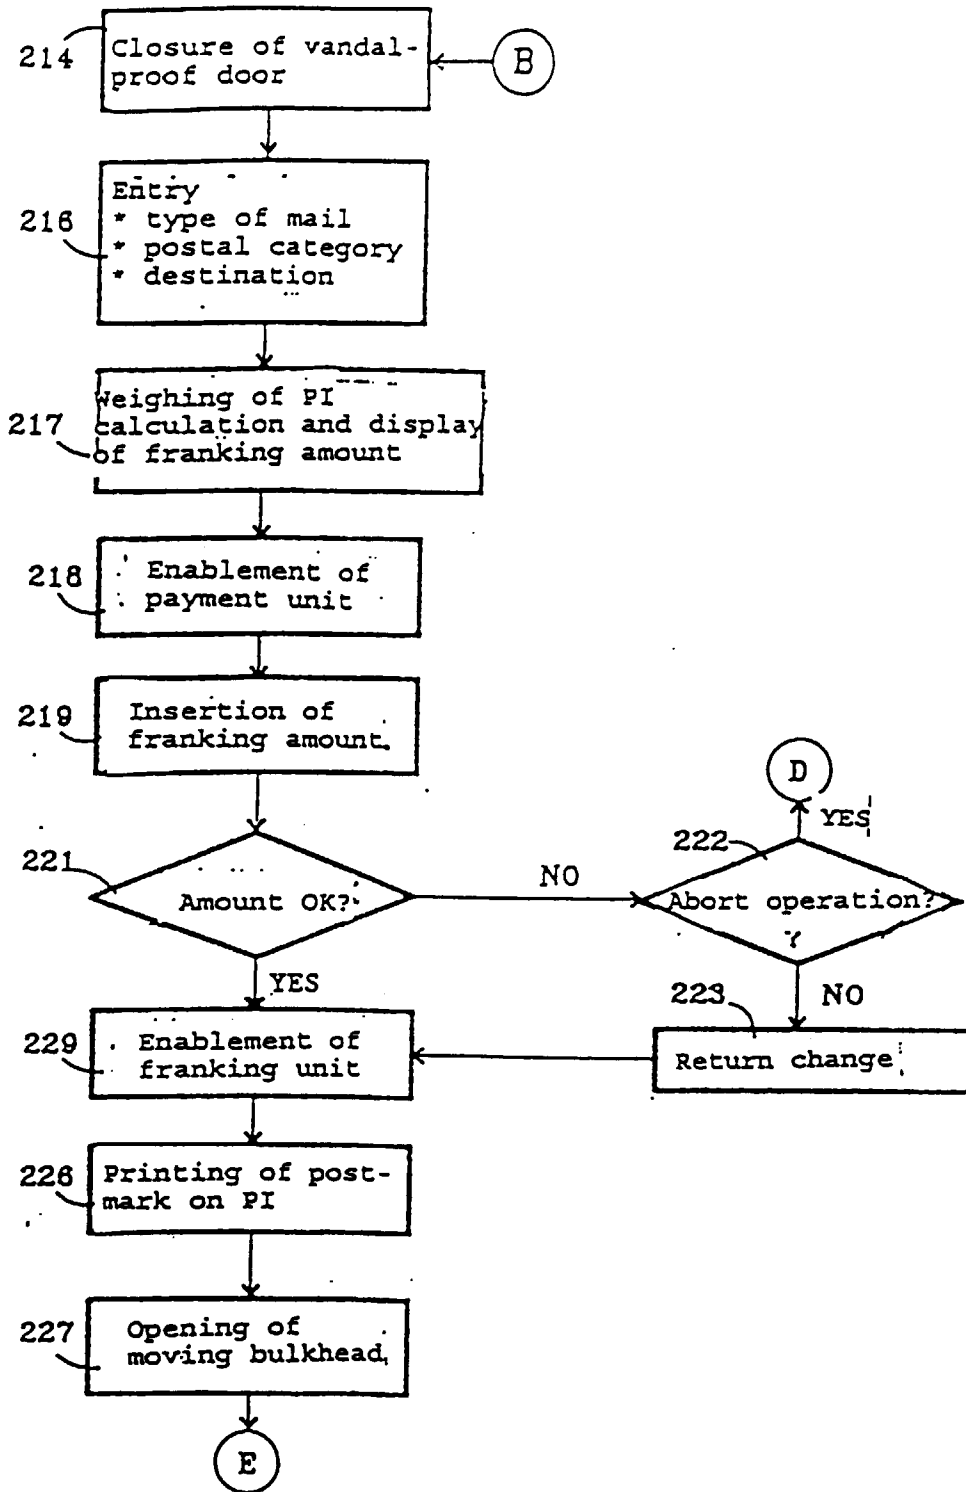 214
Closure of vandal-
proof door
B
216
Entry
* type of mail
* postal category
* destination
217
Weighing of PI
calculation and display
of franking amount
218
Enablement of
payment unit
219
Insertion of
franking amount.
221
Amount OK?
NO
YES
D
YES
222
Abort operation?
NO
223
Return change
229
Enablement of
franking unit
226
Printing of post-
mark on PI
227
Opening of
moving bulkhead
E